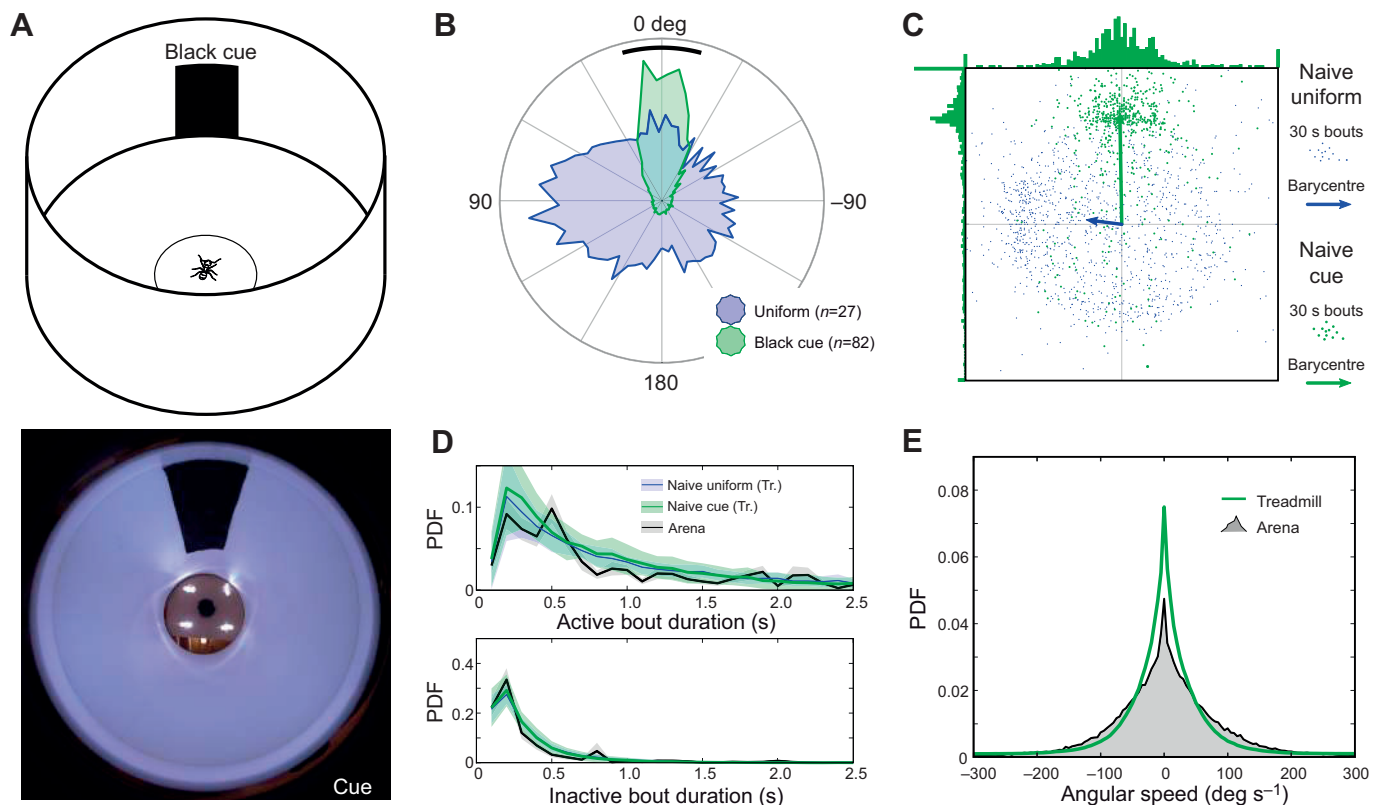 A
Black cue
Cue
B
0 deg
90
–90
180
Uniform (n=27)
Black cue (n=82)
C
Naive
uniform
30 s bouts
Barycentre
Naive
cue
30 s bouts
Barycentre
D
PDF
0.1
0
Naive uniform (Tr.)
Naive cue (Tr.)
Arena
0 0.5 1.0 1.5 2.0 2.5
Active bout duration (s)
PDF
0.4
0.2
0
0 0.5 1.0 1.5 2.0 2.5
Inactive bout duration (s)
E
PDF
0.08
0.06
0.04
0.02
0
Treadmill
Arena
–300 –200 –100 0 100 200 300
Angular speed (deg s–1)